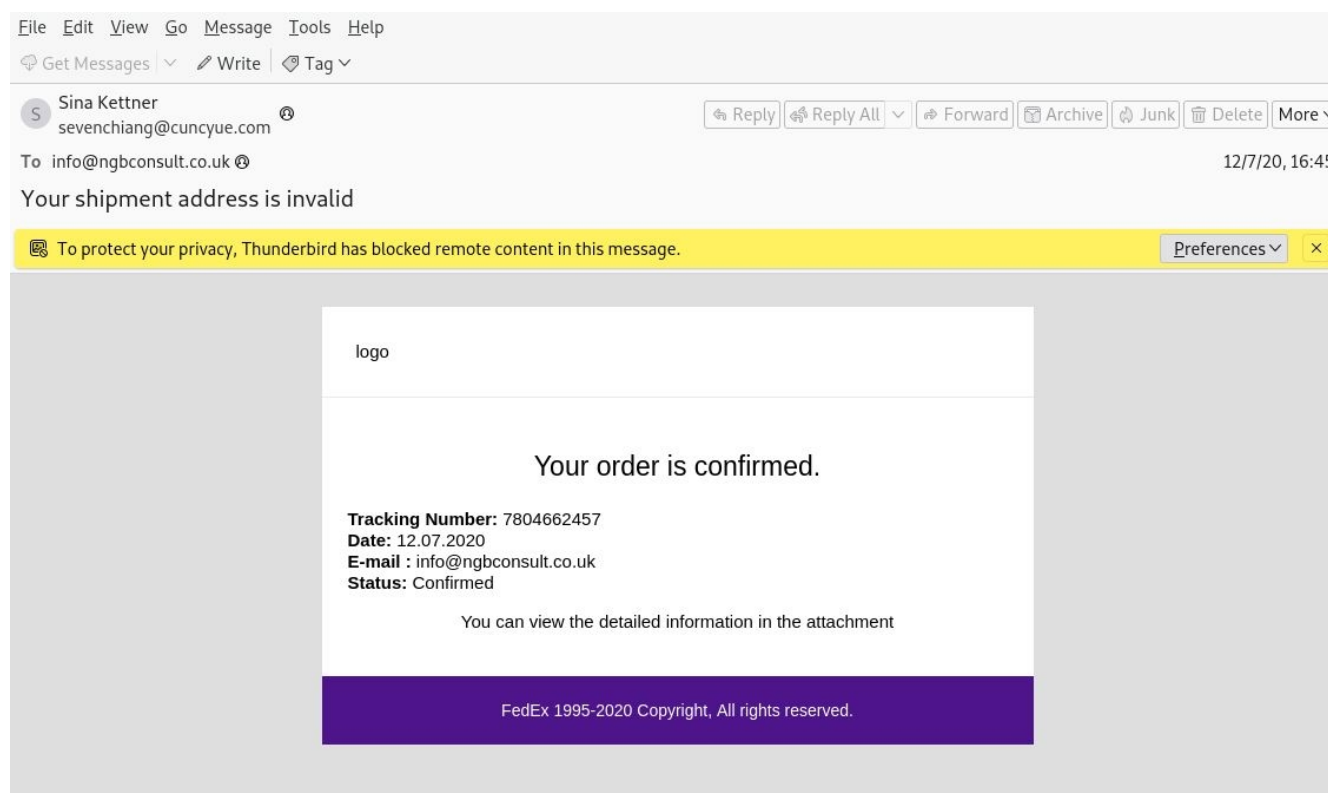 File Edit View Go Message Tools Help
Get Messages Write Tag
S Sina Kettner
sevenchiang@cuncyue.com
Reply Reply All Forward Archive Junk Delete More
To info@ngbconsult.co.uk
12/7/20, 16:45
Your shipment address is invalid
To protect your privacy, Thunderbird has blocked remote content in this message.
Preferences
logo
Your order is confirmed.
Tracking Number: 7804662457
Date: 12.07.2020
E-mail : info@ngbconsult.co.uk
Status: Confirmed
You can view the detailed information in the attachment
FedEx 1995-2020 Copyright, All rights reserved.